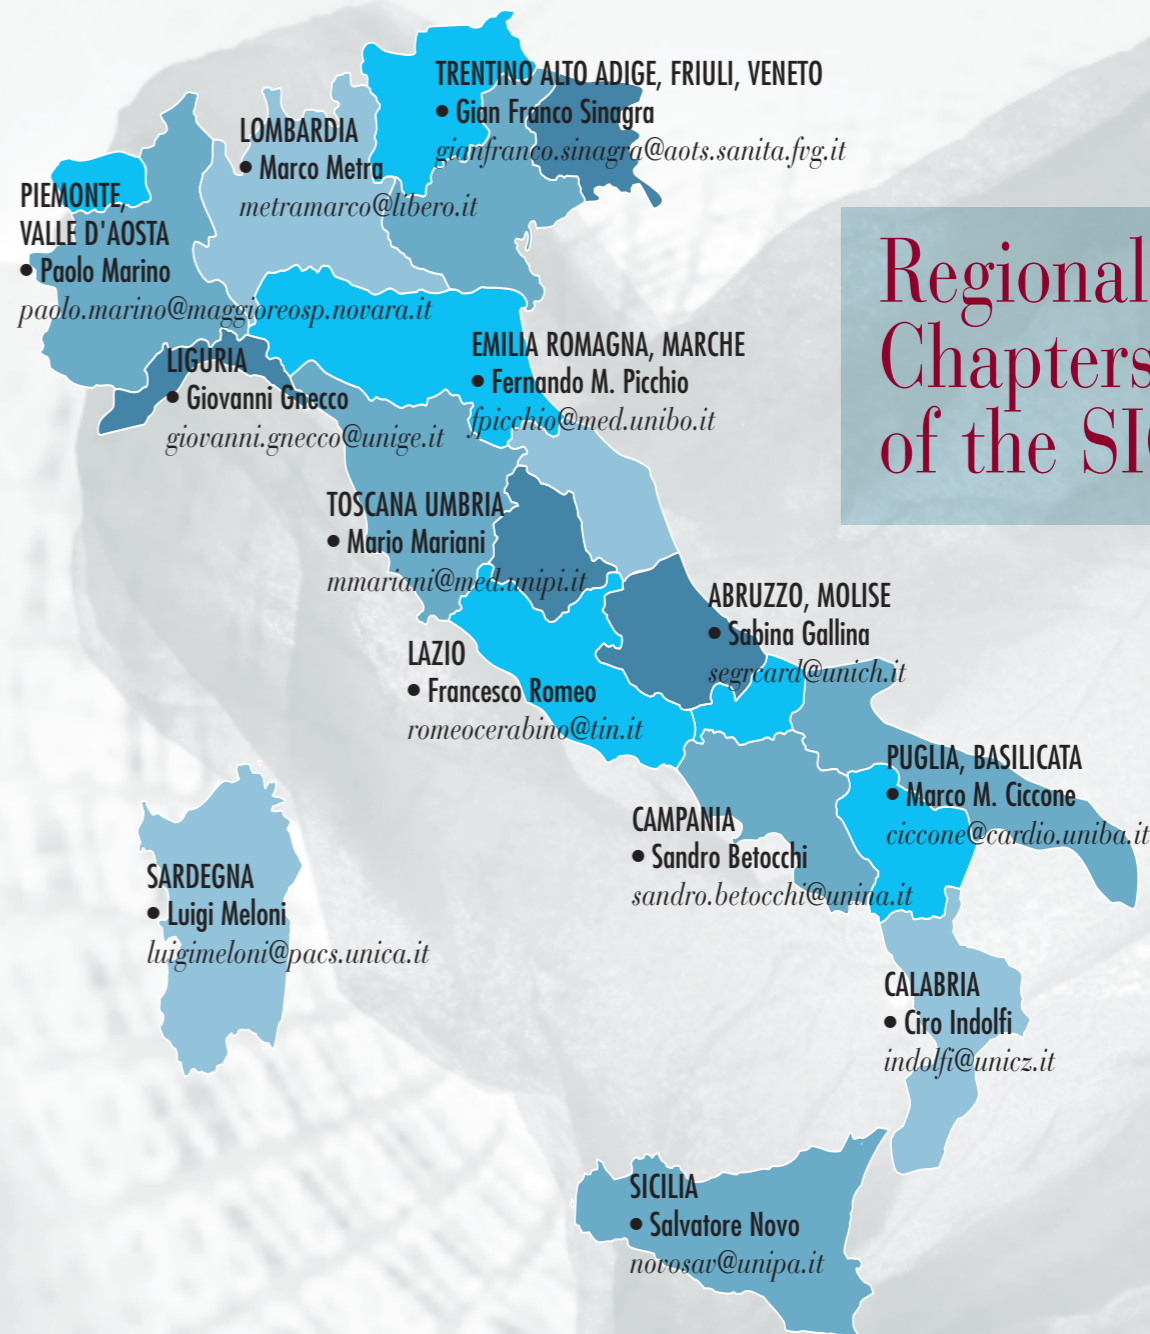 TRENTINO ALTO ADIGE, FRIULI, VENETO
• Gian Franco Sinagra
gianfranco.sinagra@aots.sanita.fvg.it
LOMBARDIA
• Marco Metra
metramarco@libero.it
PIEMONTE,
VALLE D'AOSTA
• Paolo Marino
paolo.marino@maggioreosp.novara.it
Regional
Chapters
of the
LIGURIA
• Giovanni Gnecco
giovanni.gnecco@unige.it
EMILIA ROMAGNA, MARCHE
• Fernando M. Picchio
fpicchio@med.unibo.it
TOSCANA UMBRIA
• Mario Mariani
mmariani@med.unipi.it
ABRUZZO, MOLISE
• Sabina Gallina
segrcard@unich.it
LAZIO
• Francesco Romeo
romeocerabino@tin.it
PUGLIA, BASILICATA
• Marco M. Ciccone
ciccone@cardio.uniba.it
CAMPANIA
• Sandro Betocchi
sandro.betocchi@unina.it
SARDEGNA
• Luigi Meloni
luigimeloni@pacs.unica.it
CALABRIA
• Ciro Indolfi
indolfi@unicz.it
SICILIA
• Salvatore Novo
novosav@unipa.it